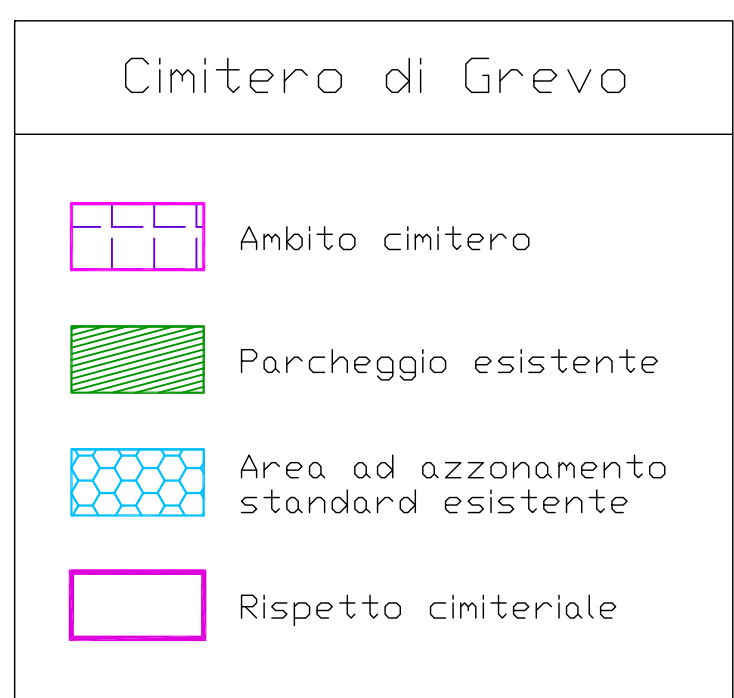 Cimitero di Grevo
Ambito cimitero
Parcheggio esistente
Area ad azzonamento
standard esistente
Rispetto cimiteriale